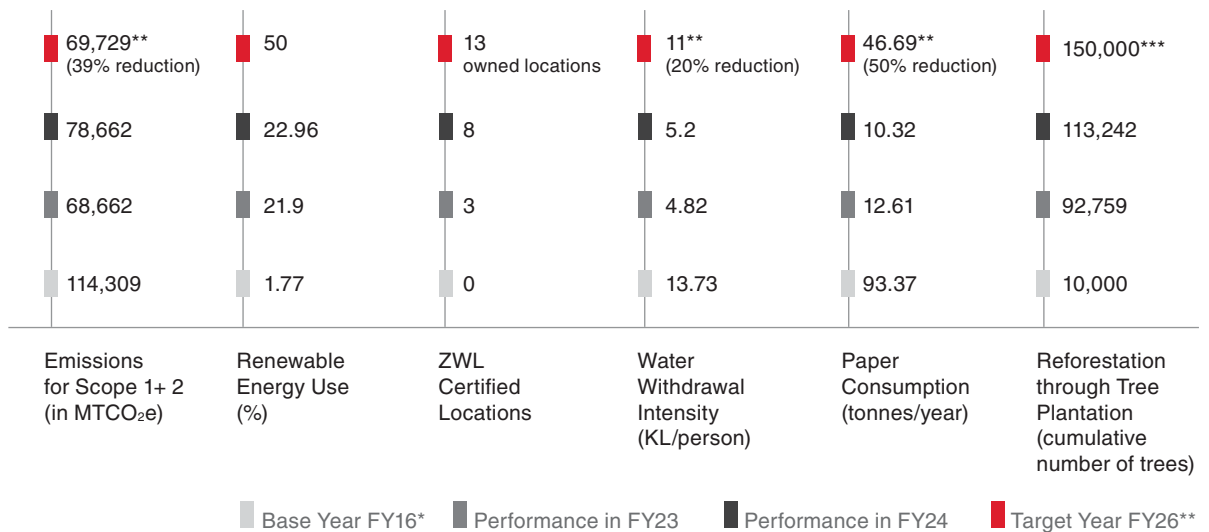 69,729** 50 13 11** 46.69** 150,000***
(39% reduction) owned locations (20% reduction) (50% reduction)
78,662 22.96 8 5.2 10.32 113,242
68,662 21.9 3 4.82 12.61 92,759
114,309 1.77 0 13.73 93.37 10,000
Emissions
for Scope 1+ 2
(in MTCO₂e)
Renewable
Energy Use
(%)
ZWL
Certified
Locations
Water
Withdrawal
Intensity
(KL/person)
Paper
Consumption
(tonnes/year)
Reforestation
through Tree
Plantation
(cumulative
number of trees)
Base Year FY16* Performance in FY23 Performance in FY24 Target Year FY26**